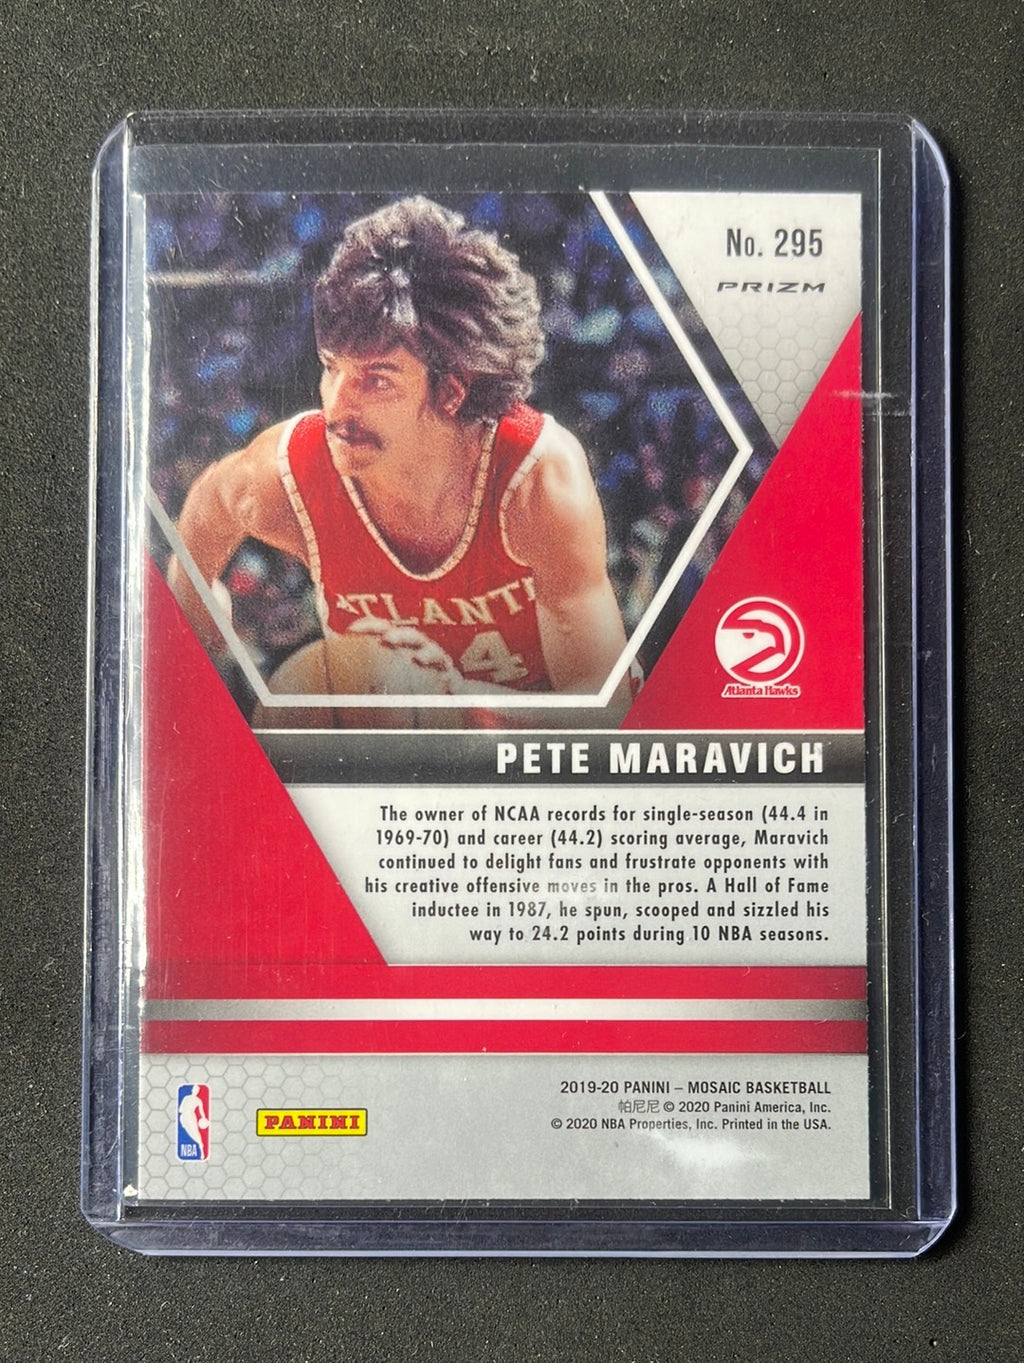 No. 295
PRIZM
ATLANT
4
Atlanta Hawks
PETE MARAVICH
The owner of NCAA records for single-season (44.4 in
1969-70) and career (44.2) scoring average, Maravich
continued to delight fans and frustrate opponents with
his creative offensive moves in the pros. A Hall of Fame
inductee in 1987, he spun, scooped and sizzled his
way to 24.2 points during 10 NBA seasons.
2019-20 PANINI – MOSAIC BASKETBALL
帕尼尼 © 2020 Panini America, Inc.
© 2020 NBA Properties, Inc. Printed in the USA.
NBA
PANINI